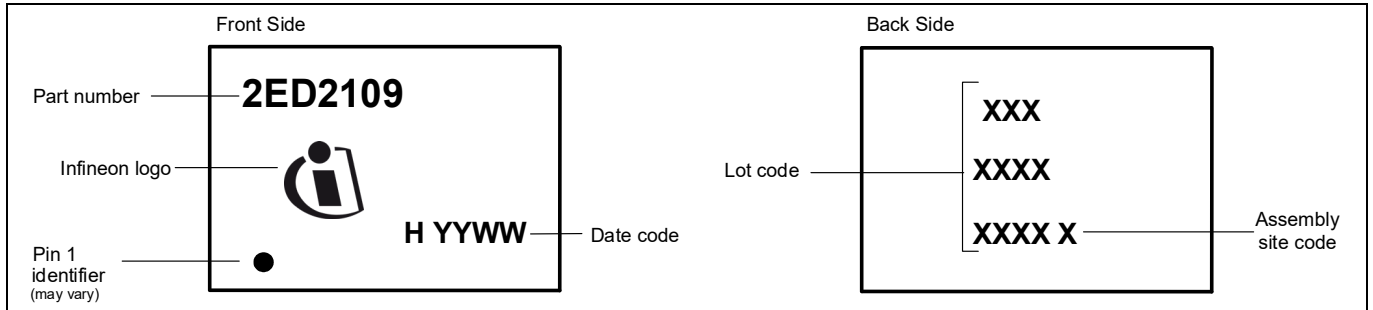 Front Side
Part number
2ED2109
Infineon logo
H YYWW
Date code
Pin 1
identifier
(may vary)
Back Side
Lot code
XXX
XXXX
XXXX X
Assembly
site code